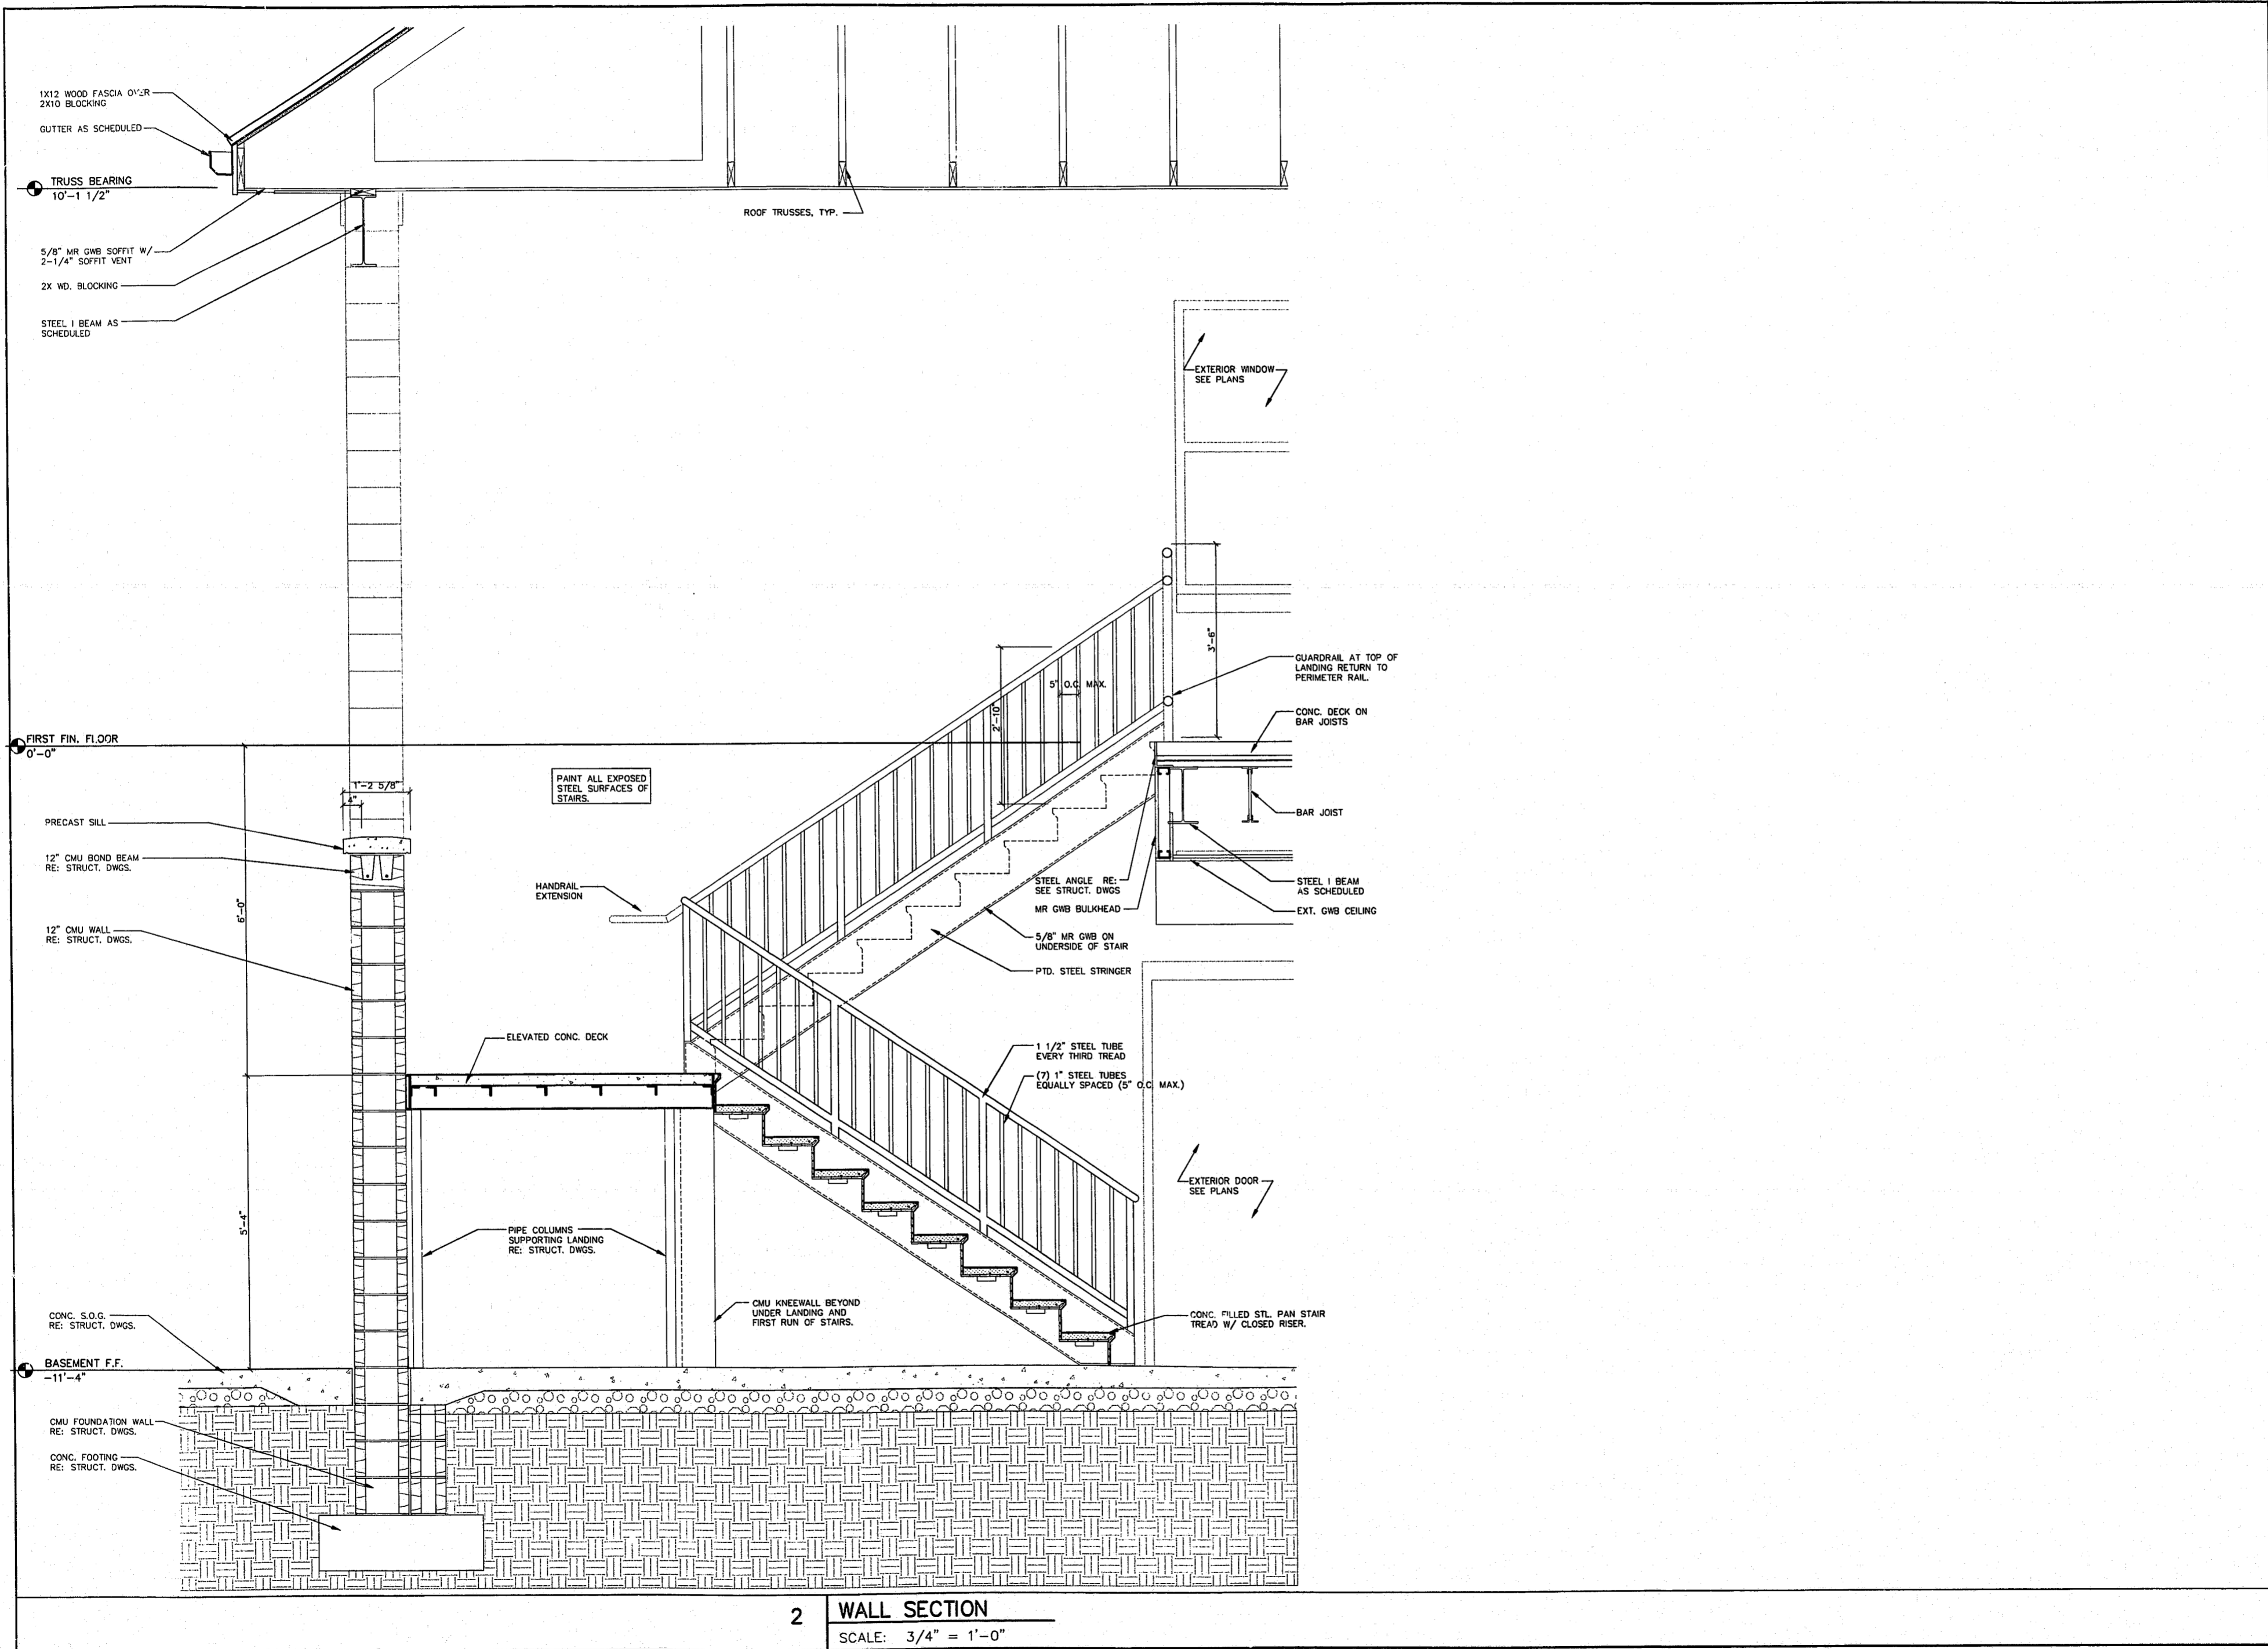 1X12 WOOD FASCIA OVER
2X10 BLOCKING
GUTTER AS SCHEDULED
TRUSS BEARING
10'-1 1/2"
5/8" MR GWB SOFFIT W/
2-1/4" SOFFIT VENT
2X WD. BLOCKING
STEEL I BEAM AS
SCHEDULED
ROOF TRUSSES, TYP.
EXTERIOR WINDOW
SEE PLANS
3'-6"
GUARDRAIL AT TOP OF
LANDING RETURN TO
PERIMETER RAIL.
5" O.C. MAX.
2'-10"
CONC. DECK ON
BAR JOISTS
FIRST FIN. FLOOR
0'-0"
PAINT ALL EXPOSED
STEEL SURFACES OF
STAIRS.
1'-2 5/8"
4"
BAR JOIST
PRECAST SILL
12" CMU BOND BEAM
RE: STRUCT. DWGS.
HANDRAIL
EXTENSION
STEEL ANGLE RE:
SEE STRUCT. DWGS
MR GWB BULKHEAD
STEEL I BEAM
AS SCHEDULED
EXT. GWB CEILING
6'-0"
12" CMU WALL
RE: STRUCT. DWGS.
5/8" MR GWB ON
UNDERSIDE OF STAIR
PTD. STEEL STRINGER
ELEVATED CONC. DECK
1 1/2" STEEL TUBE
EVERY THIRD TREAD
(7) 1" STEEL TUBES
EQUALLY SPACED (5" O.C. MAX.)
EXTERIOR DOOR
SEE PLANS
5'-4"
PIPE COLUMNS
SUPPORTING LANDING
RE: STRUCT. DWGS.
CMU KNEEWALL BEYOND
UNDER LANDING AND
FIRST RUN OF STAIRS.
CONC. FILLED STL. PAN STAIR
TREAD W/ CLOSED RISER.
CONC. S.O.G.
RE: STRUCT. DWGS.
BASEMENT F.F.
-11'-4"
CMU FOUNDATION WALL
RE: STRUCT. DWGS.
CONC. FOOTING
RE: STRUCT. DWGS.
2 WALL SECTION
SCALE: 3/4" = 1'-0"